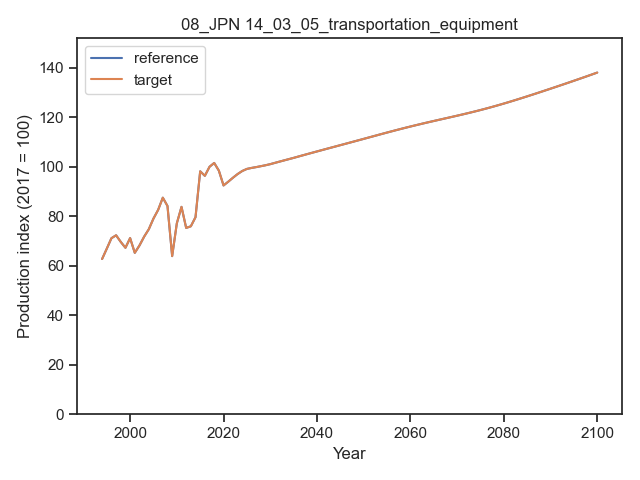 08_JPN 14_03_05_transportation_equipment
reference
target
Production index (2017 = 100)
140
120
100
80
60
40
20
0
2000 2020 2040 2060 2080 2100
Year